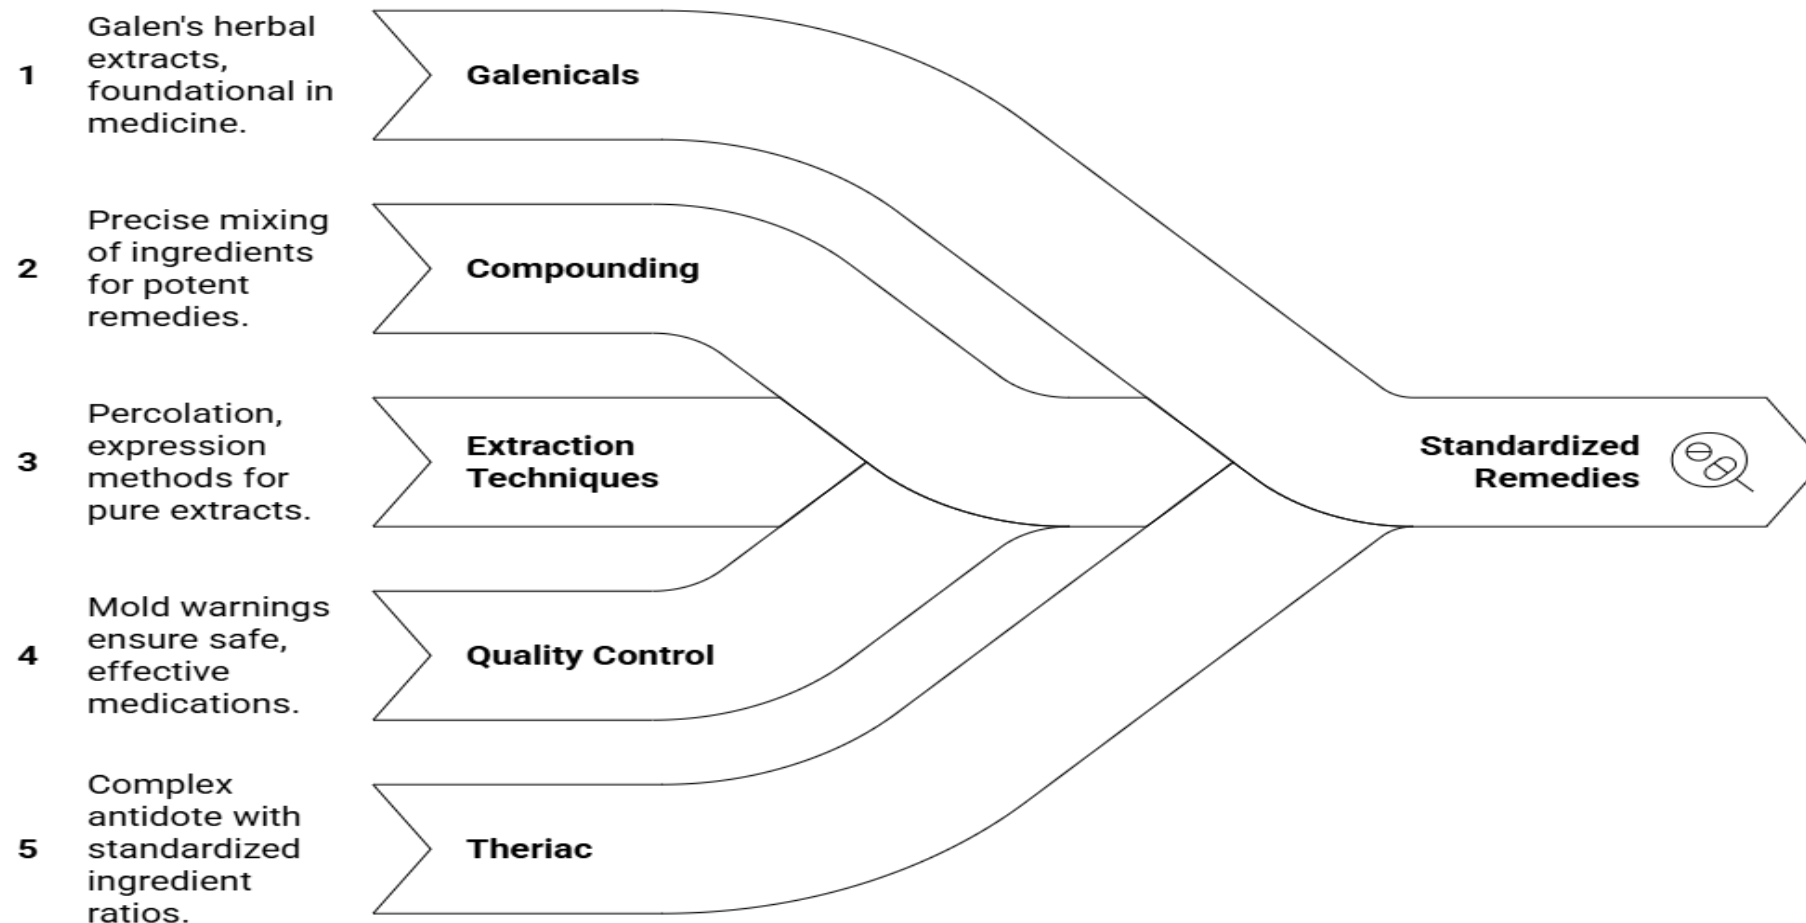 1
Galen's herbal
extracts,
foundational in
medicine.
Galenicals
2
Precise mixing
of ingredients
for potent
remedies.
Compounding
3
Percolation,
expression
methods for
pure extracts.
Extraction
Techniques
Standardized
Remedies
4
Mold warnings
ensure safe,
effective
medications.
Quality Control
5
Complex
antidote with
standardized
ingredient
ratios.
Theriac